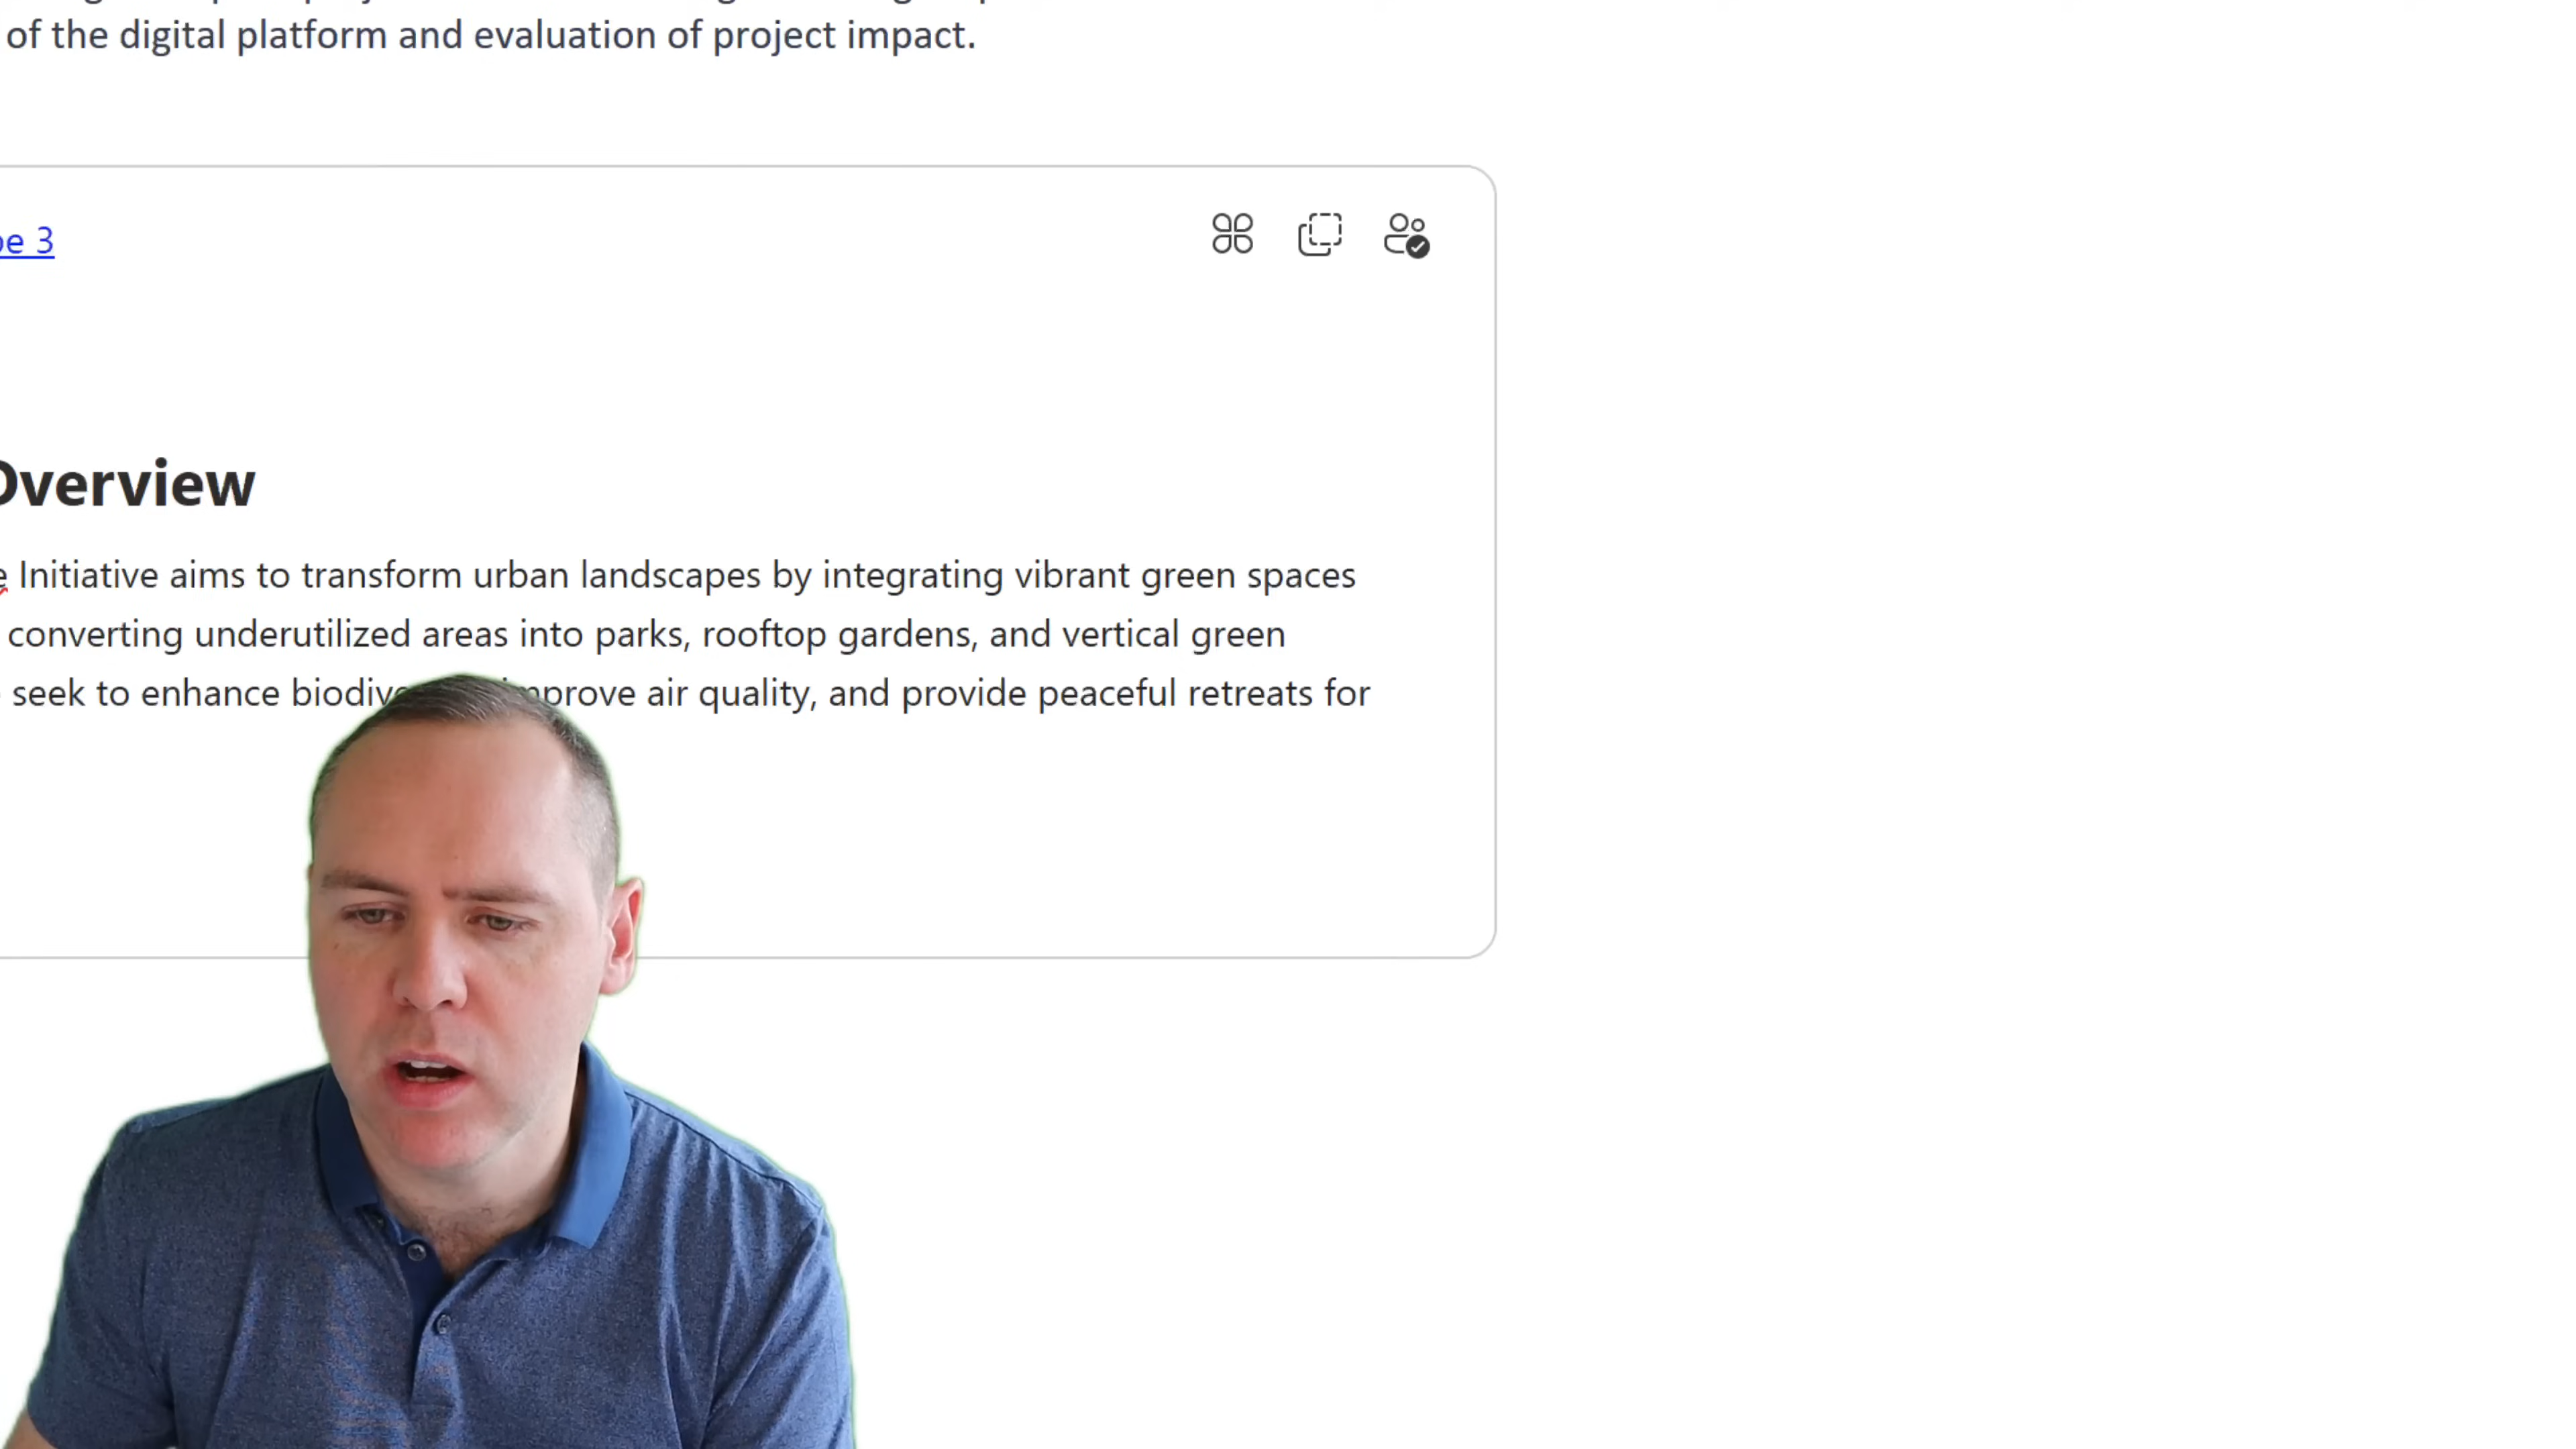 of the digital platform and evaluation of project impact.
3
Overview
Initiative aims to transform urban landscapes by integrating vibrant green spaces
converting underutilized areas into parks, rooftop gardens, and vertical green
seek to enhance improve air quality, and provide peaceful retreats for